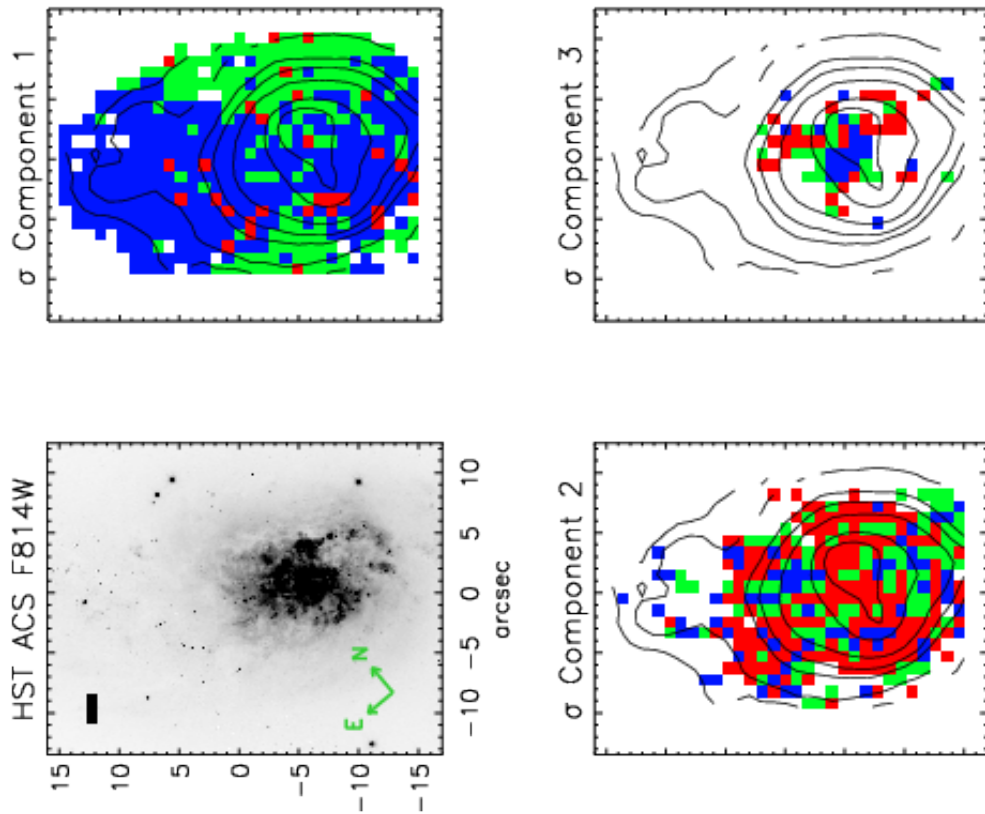 HST ACS F814W
15
10
5
0
−5
−10
−15
E
N
−10
−5
0
5
10
arcsec
σ Component 1
σ Component 2
σ Component 3